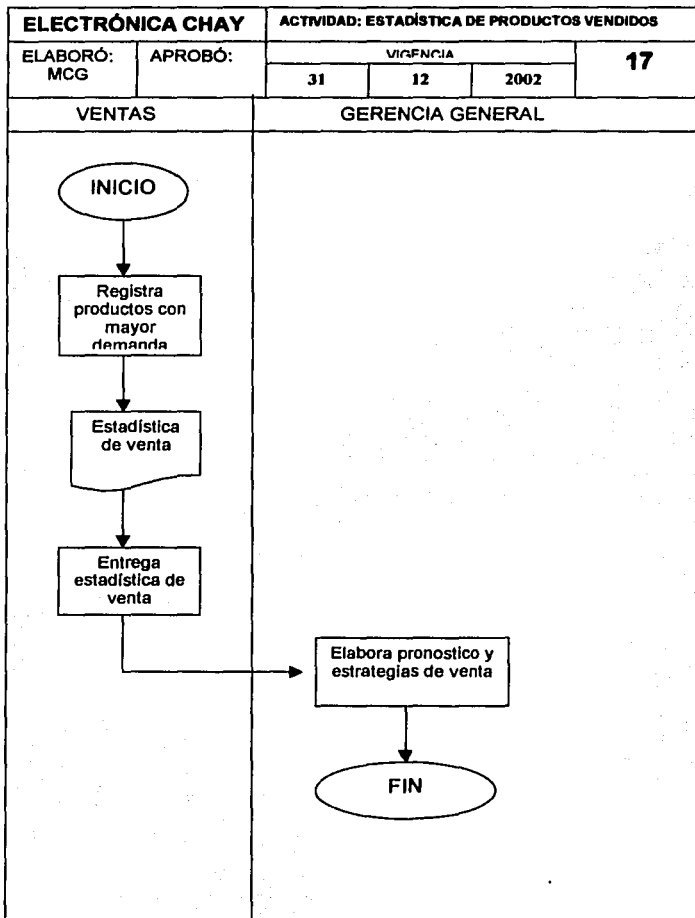 ELECTRÓNICA CHAY
ACTIVIDAD: ESTADÍSTICA DE PRODUCTOS VENDIDOS
ELABORÓ:
MCG
APROBÓ:
VIGENCIA
31
12
2002
17
VENTAS
GERENCIA GENERAL
INICIO
Registra
productos con
mayor
demanda
Estadística
de venta
Entrega
estadística de
venta
Elabora pronostico y
estrategias de venta
FIN